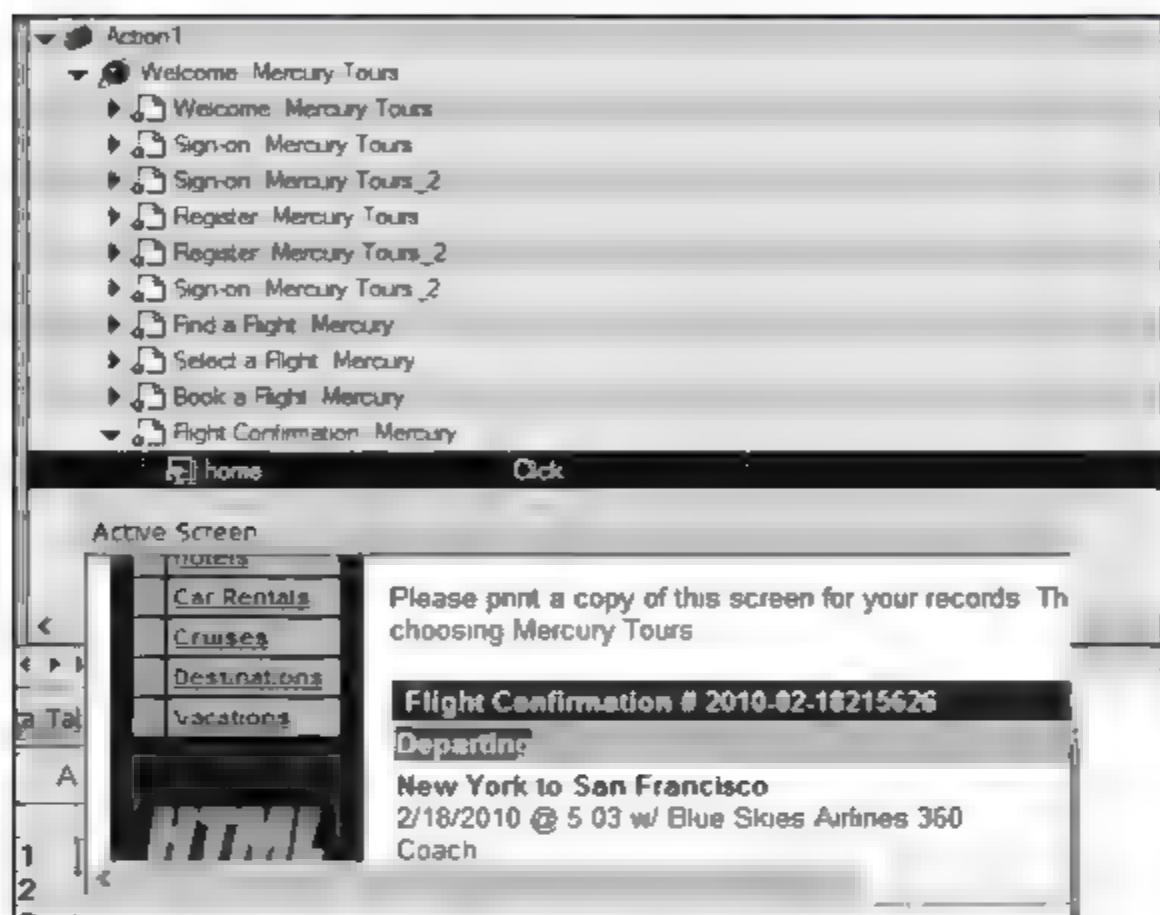 Action1
Welcome Mercury Tours
Welcome Mercury Tours
Sign-on Mercury Tours
Sign-on Mercury Tours_2
Register Mercury Tours
Register Mercury Tours_2
Sign-on Mercury Tours_2
Find a Flight Mercury
Select a Flight Mercury
Book a Flight Mercury
Flight Confirmation Mercury
home Click
Active Screen
Hotels
Car Rentals
Cruises
Destinations
Vacations
HTML
Please print a copy of this screen for your records Th
choosing Mercury Tours
Flight Confirmation # 2010-02-18215626
Departing
New York to San Francisco
2/18/2010 @ 5 03 w/ Blue Skies Airlines 360
Coach
a Tal
A
1
2